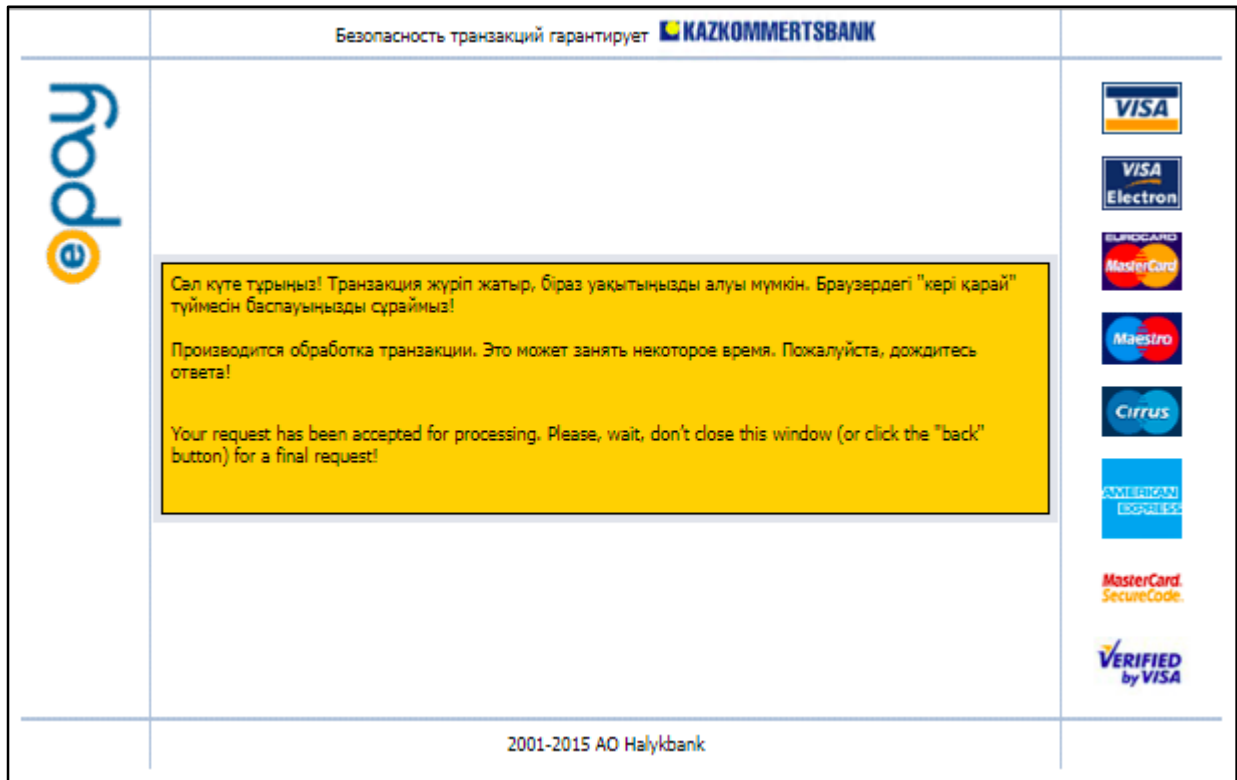 Безопасность транзакций гарантирует KAZKOMMERTSBANK
epay
VISA
VISA
Electron
EUROCARD
MasterCard
Maestro
Cirrus
AMERICAN
EXPRESS
MasterCard.
SecureCode.
VERIFIED
by VISA
Сәл күте тұрыңыз! Транзакция жүріп жатыр, біраз уақытыңызды алуы мүмкін. Браузердегі "кері қарай"
түймесін баспауыңызды сұраймыз!
Производится обработка транзакции. Это может занять некоторое время. Пожалуйста, дождитесь
ответа!
Your request has been accepted for processing. Please, wait, don't close this window (or click the "back"
button) for a final request!
2001-2015 АО Halykbank